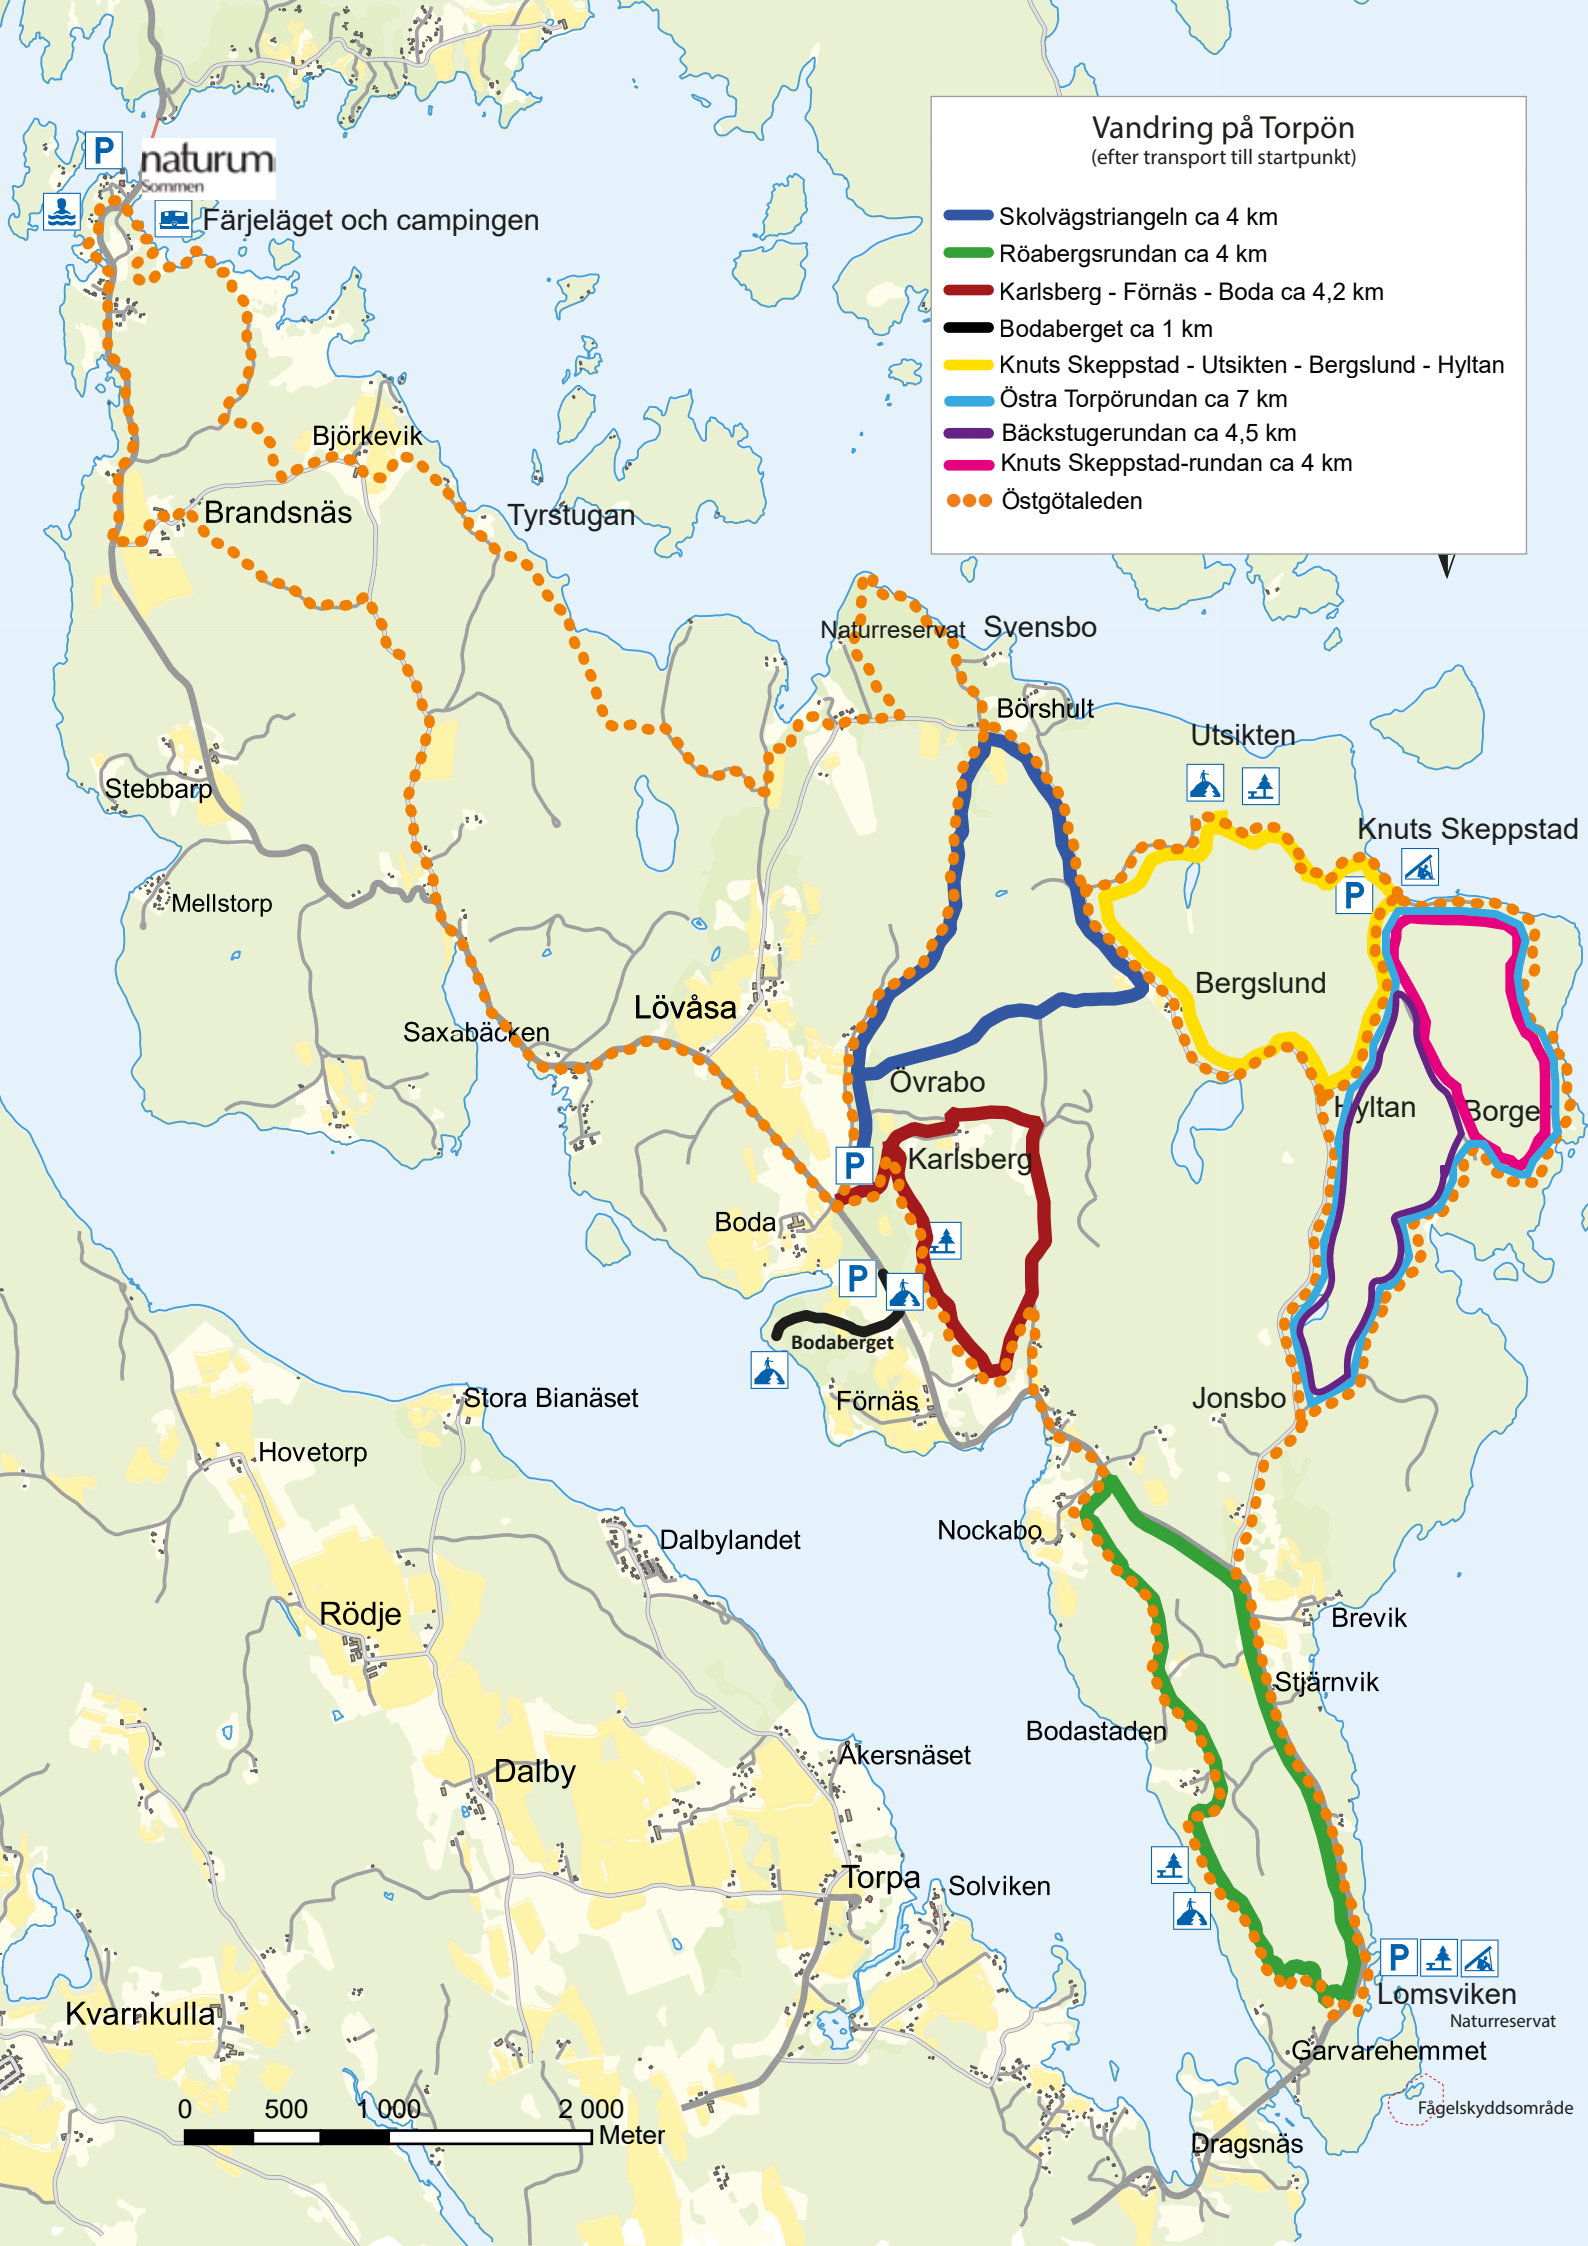 P
naturum
Sommen
Färjeläget och campingen
Vandring på Torpön
(efter transport till startpunkt)
Skolvägstriangeln ca 4 km
Röabergsrundan ca 4 km
Karlsberg - Förnäs - Boda ca 4,2 km
Bodaberget ca 1 km
Knuts Skeppstad - Utsikten - Bergslund - Hyltan
Östra Torpörundan ca 7 km
Bäckstugerundan ca 4,5 km
Knuts Skeppstad-rundan ca 4 km
Östgötaleden
Björkevik
Brandsnäs
Tyrstugan
Naturreservat
Svensbo
Börshult
Utsikten
Stebbarp
Knuts Skeppstad
P
Mellstorp
Bergslund
Lövåsa
Saxabäcken
Övrabo
Hyltan
Borger
P
Karlsberg
Boda
P
Bodaberget
Förnäs
Jonsbo
Stora Bianäset
Hovetorp
Nockabo
Dalbylandet
Rödje
Brevik
Stjärnvik
Bodastaden
Åkersnäset
Dalby
Torpa
Solviken
P
Lomsviken
Naturreservat
Kvarnkulla
Garvarehemmet
Fågelskyddsområde
0 500 1 000 2 000
Meter
Dragsnäs